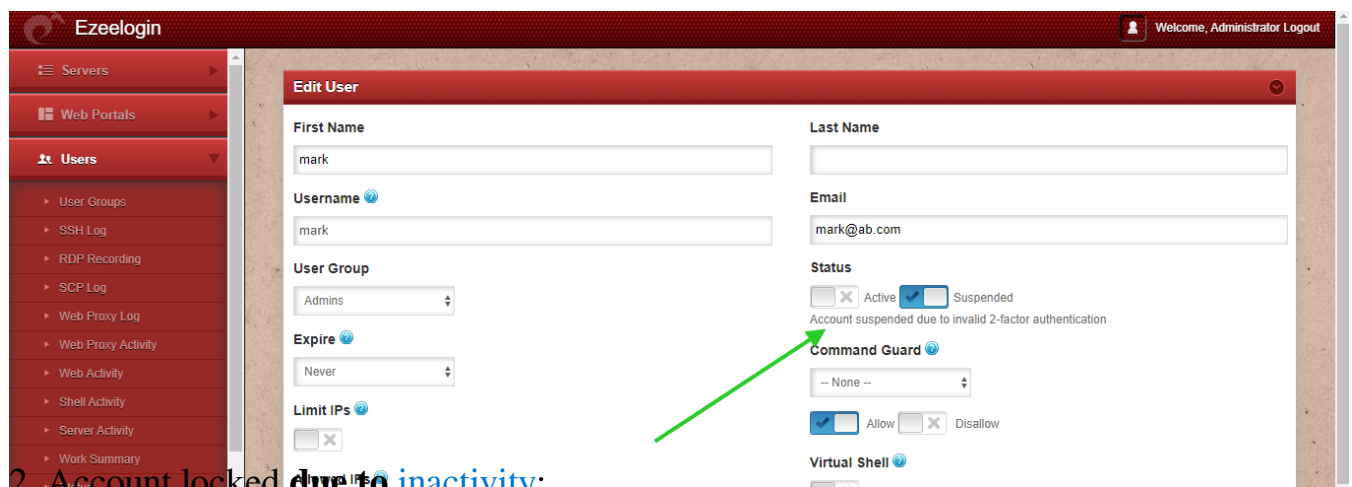 Ezeelogin
Welcome, Administrator Logout
Servers
Web Portals
Users
User Groups
SSH Log
RDP Recording
SCP Log
Web Proxy Log
Web Proxy Activity
Web Activity
Shell Activity
Server Activity
Work Summary
Edit User
First Name
mark
Last Name
Username
mark
Email
mark@ab.com
User Group
Admins
Status
Active Suspended
Account suspended due to invalid 2-factor authentication
Expire
Never
Command Guard
-- None --
Allow Disallow
Limit IPs
Allowed IPs
Virtual Shell
2. Account locked due to inactivity: